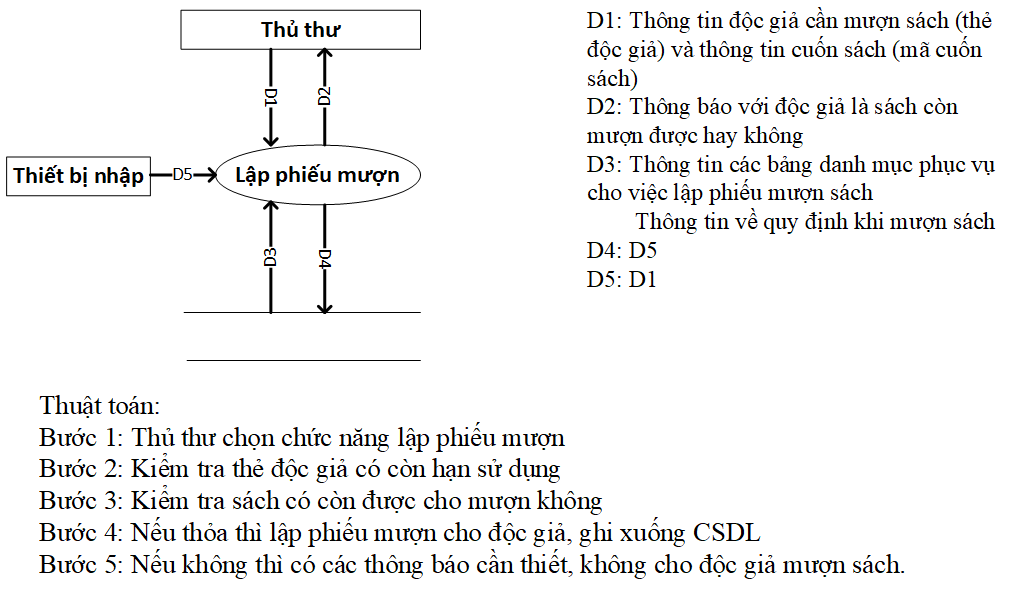 Thủ thư
D1
D2
Thiết bị nhập
D5
Lập phiếu mượn
D3
D4
D1: Thông tin độc giả cần mượn sách (thẻ
độc giả) và thông tin cuốn sách (mã cuốn
sách)
D2: Thông báo với độc giả là sách còn
mượn được hay không
D3: Thông tin các bảng danh mục phục vụ
cho việc lập phiếu mượn sách
Thông tin về quy định khi mượn sách
D4: D5
D5: D1
Thuật toán:
Bước 1: Thủ thư chọn chức năng lập phiếu mượn
Bước 2: Kiểm tra thẻ độc giả có còn hạn sử dụng
Bước 3: Kiểm tra sách có còn được cho mượn không
Bước 4: Nếu thỏa thì lập phiếu mượn cho độc giả, ghi xuống CSDL
Bước 5: Nếu không thì có các thông báo cần thiết, không cho độc giả mượn sách.